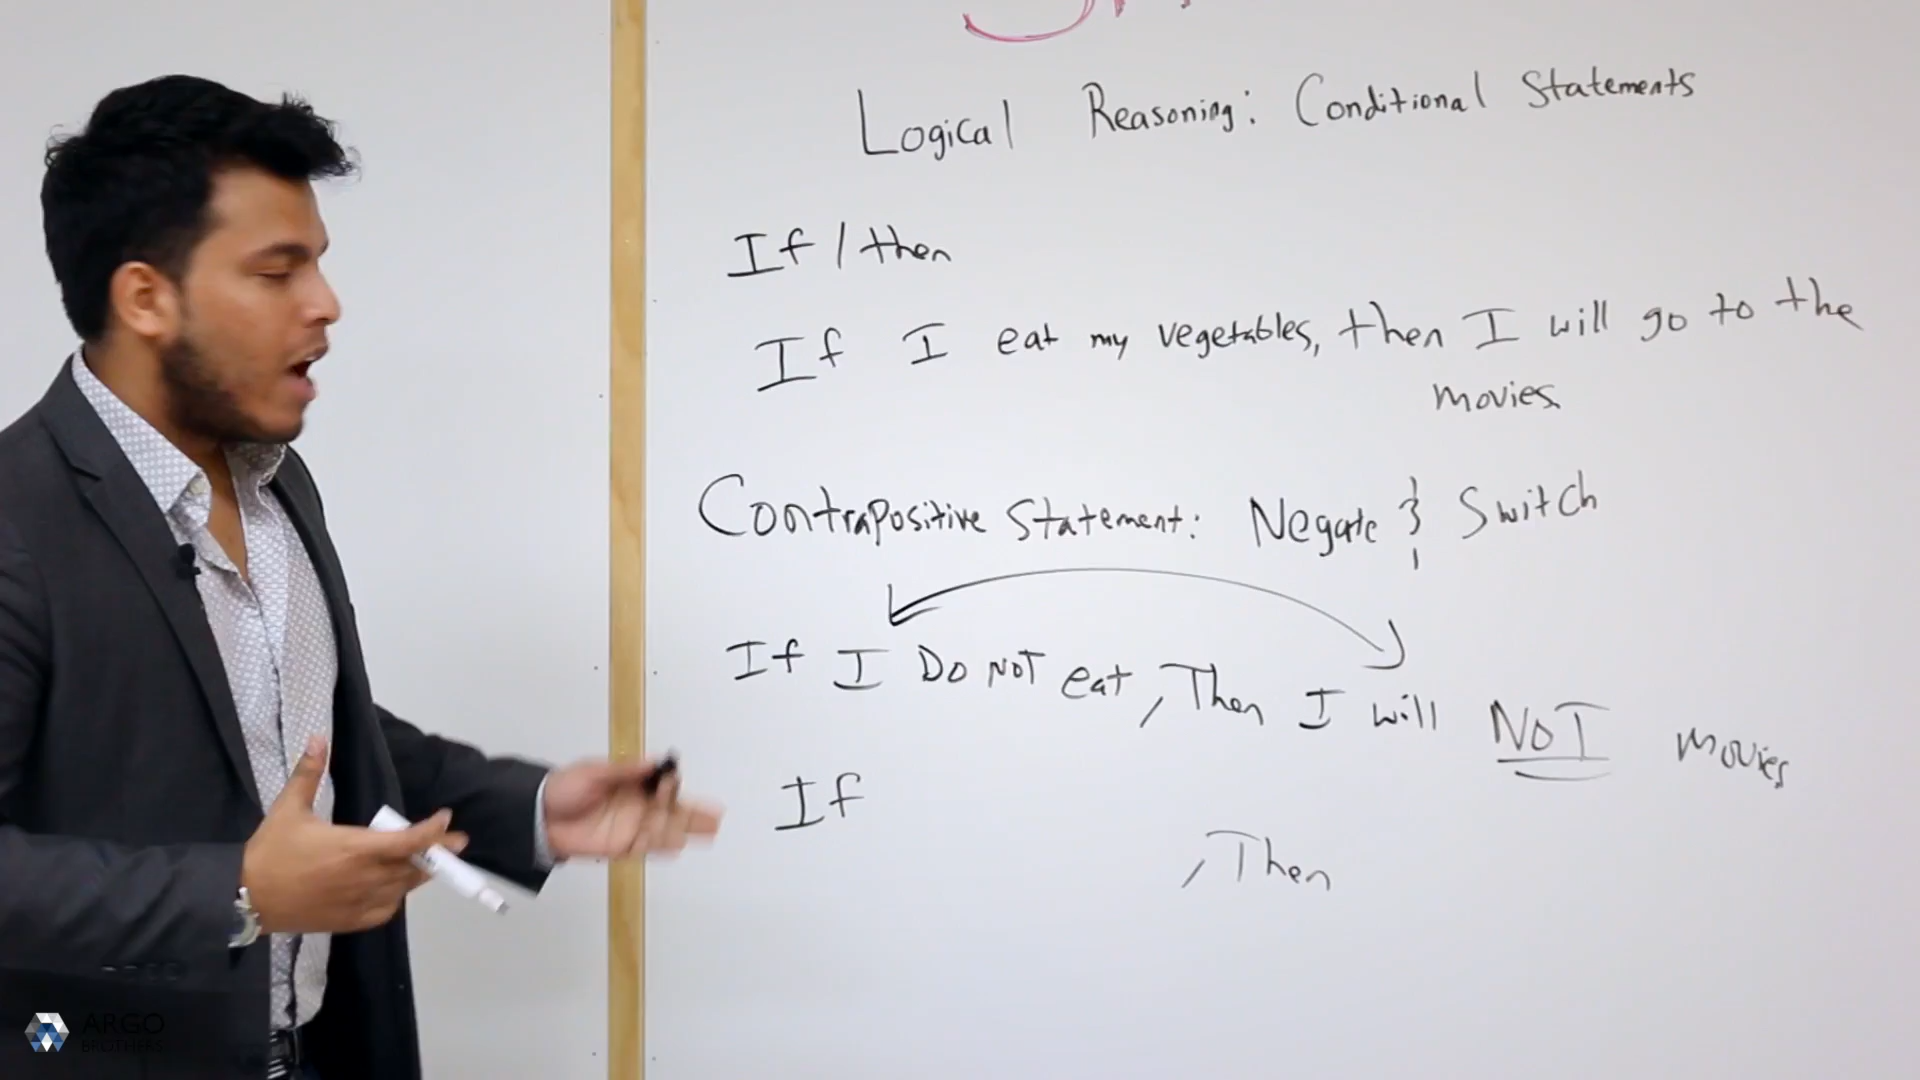 Logical Reasoning: Conditional Statements
If / then
If I eat my vegetables, then I will go to the
movies.
Contrapositive Statement: Negate & Switch
If I DO NOT eat, Then I will NOT movies
If
, Then
ARGO
BROTHERS